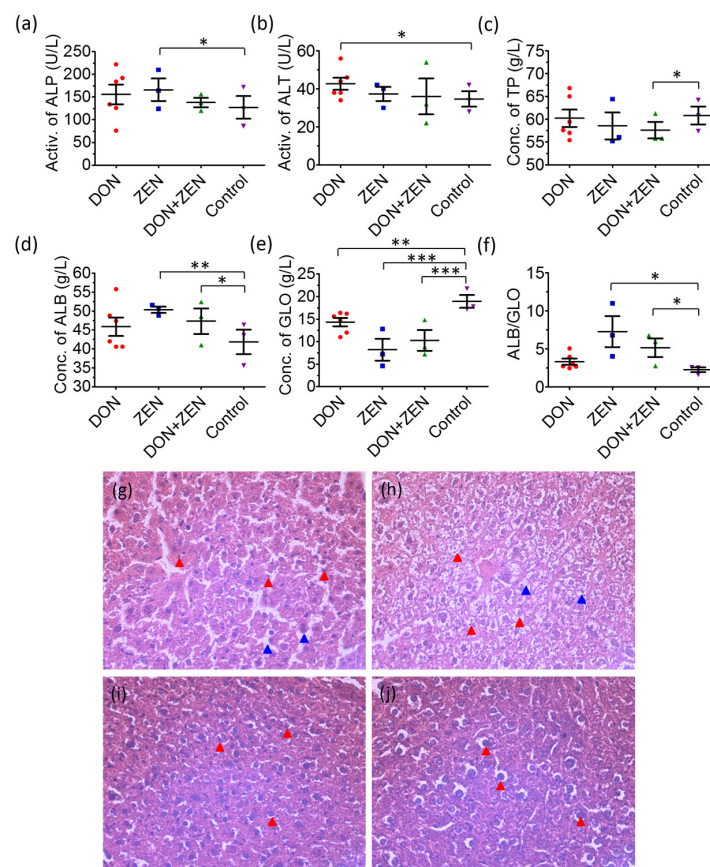 (a)
Activ. of ALP (U/L)
250
200
150
100
50
0
*
DON
ZEN
DON+ZEN
Control
(b)
Activ. of ALT (U/L)
60
40
20
0
*
DON
ZEN
DON+ZEN
Control
(c)
Conc. of TP (g/L)
75
70
65
60
55
50
*
DON
ZEN
DON+ZEN
Control
(d)
Conc. of ALB (g/L)
65
60
55
50
45
40
35
30
**
*
DON
ZEN
DON+ZEN
Control
(e)
Conc. of GLO (g/L)
25
20
15
10
5
0
**
***
***
DON
ZEN
DON+ZEN
Control
(f)
ALB/GLO
15
10
5
0
*
*
DON
ZEN
DON+ZEN
Control
(g)
(h)
(i)
(j)